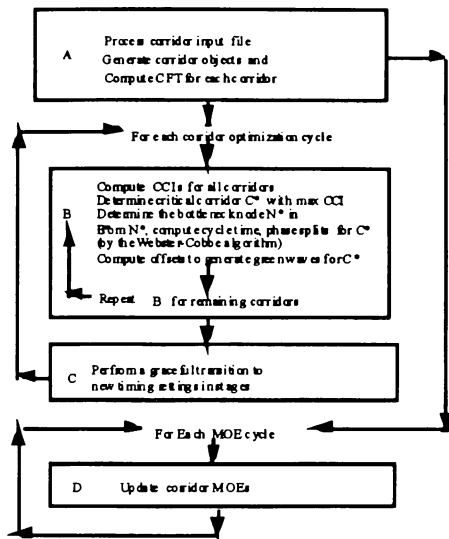 A
Process corridor input file
Generate corridor objects and
Compute CFT for each corridor
For each corridor optimization cycle
Compute CCIs for all corridors
Determine critical corridor C* with max CCI
B
Determine the bottleneck node N* in
From N*, compute cycle time, phase splits for C*
(by the Webster-Cobbe algorithm)
Compute offsets to generate green waves for C*
Repeat B for remaining corridors
C
Perfrom a graceful transition to
new timing settings in stages
For Each MOE cycle
D Update corridor MOEs